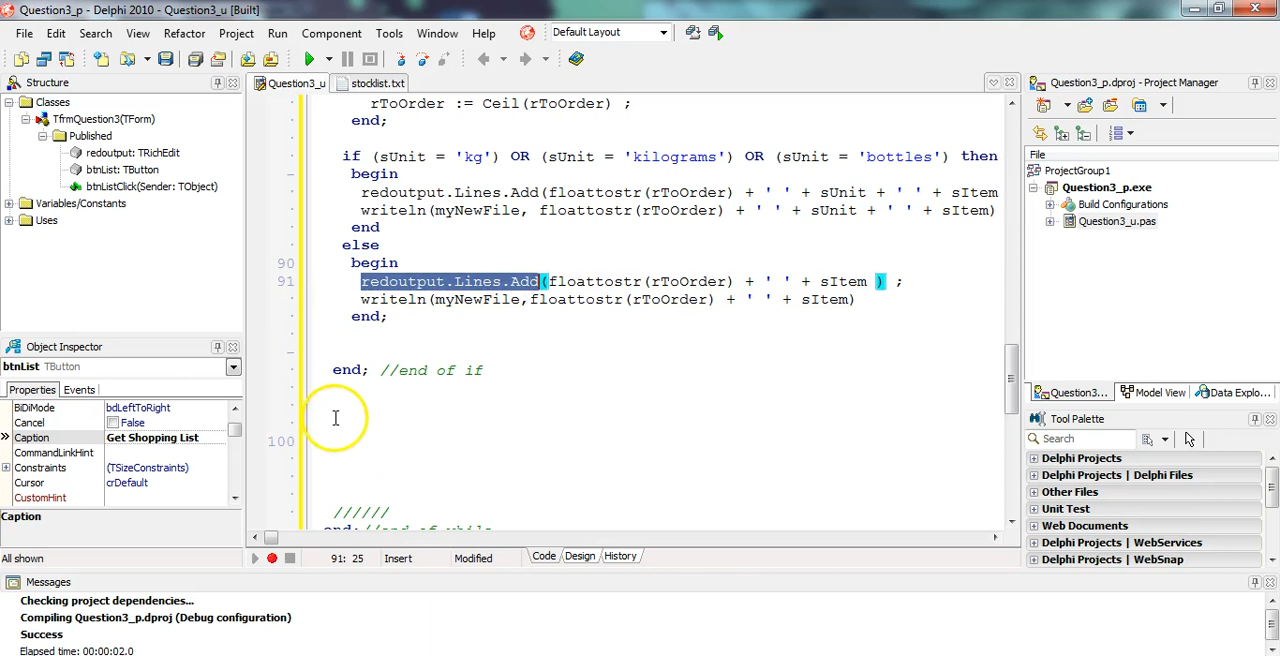 Question3_p - Delphi 2010 - Question3_u [Built]
File Edit Search View Refactor Project Run Component Tools Window Help
Default Layout
Structure
Classes
TfrmQuestion3(TForm)
Published
redoutput: TRichEdit
btnList: TButton
btnListClick(Sender: TObject)
Variables/Constants
Uses
Object Inspector
btnList TButton
Properties Events
BiDiMode bdLeftToRight
Cancel False
Caption Get Shopping List
CommandLinkHint
Constraints (TSizeConstraints)
Cursor crDefault
CustomHint
Caption
All shown
Question3_u stocklist.txt
rToOrder := Ceil(rToOrder) ;
end;
if (sUnit = 'kg') OR (sUnit = 'kilograms') OR (sUnit = 'bottles') then
begin
redoutput.Lines.Add(floattostr(rToOrder) + ' ' + sUnit + ' ' + sItem
writeln(myNewFile, floattostr(rToOrder) + ' ' + sUnit + ' ' + sItem)
end
else
90 begin
91 redoutput.Lines.Add(floattostr(rToOrder) + ' ' + sItem ) ;
writeln(myNewFile,floattostr(rToOrder) + ' ' + sItem)
end;
end; //end of if
100
//////
end;//end of while
91: 25 Insert Modified Code Design History
Question3_p.dproj - Project Manager
File
ProjectGroup1
Question3_p.exe
Build Configurations
Question3_u.pas
Question3... Model View Data Explo...
Tool Palette
Search
Delphi Projects
Delphi Projects | Delphi Files
Other Files
Unit Test
Web Documents
Delphi Projects | WebServices
Delphi Projects | WebSnap
Messages
Checking project dependencies...
Compiling Question3_p.dproj (Debug configuration)
Success
Elapsed time: 00:00:02.0